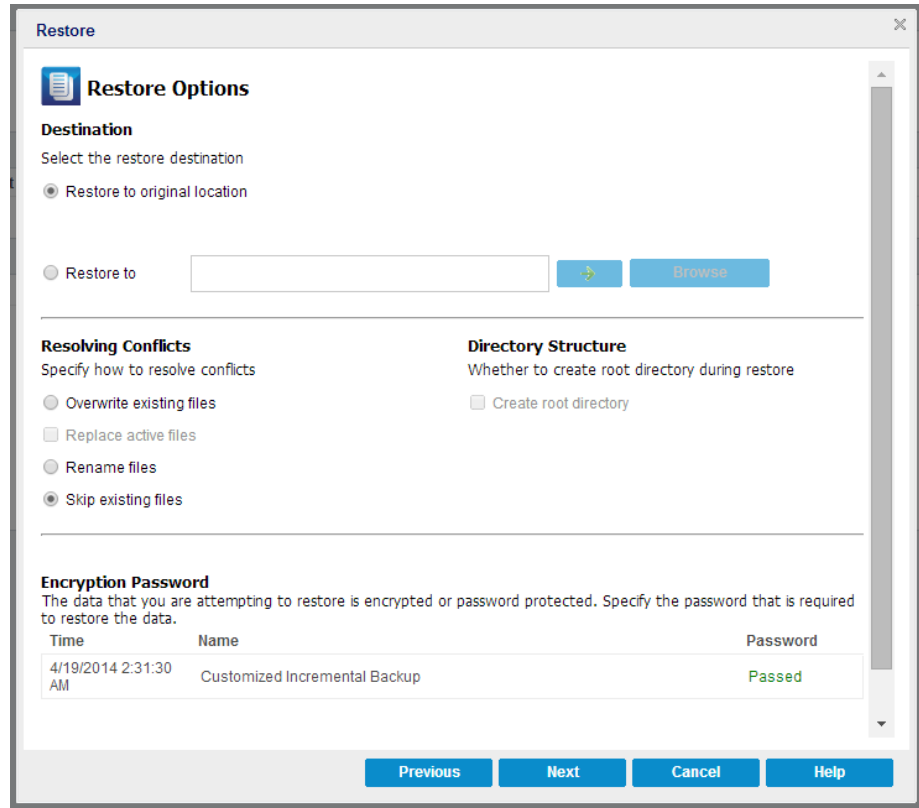 Restore
Restore Options
Destination
Select the restore destination
Restore to original location
Restore to
Browse
Resolving Conflicts
Specify how to resolve conflicts
Overwrite existing files
Replace active files
Rename files
Skip existing files
Directory Structure
Whether to create root directory during restore
Create root directory
Encryption Password
The data that you are attempting to restore is encrypted or password protected. Specify the password that is required
to restore the data.
Time Name Password
4/19/2014 2:31:30
AM
Customized Incremental Backup
Passed
Previous Next Cancel Help